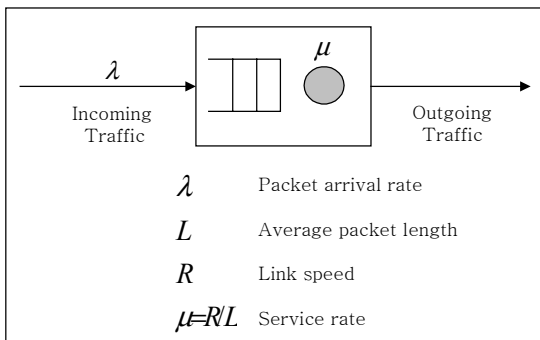 μ
λ
Incoming
Traffic
Outgoing
Traffic
λ Packet arrival rate
L Average packet length
R Link speed
μ=R/L Service rate